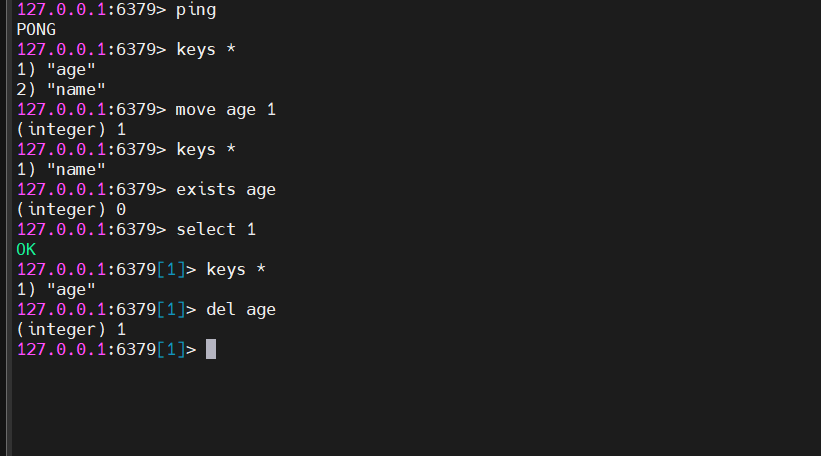 127.0.0.1:6379> ping
PONG
127.0.0.1:6379> keys *
1) "age"
2) "name"
127.0.0.1:6379> move age 1
(integer) 1
127.0.0.1:6379> keys *
1) "name"
127.0.0.1:6379> exists age
(integer) 0
127.0.0.1:6379> select 1
OK
127.0.0.1:6379[1]> keys *
1) "age"
127.0.0.1:6379[1]> del age
(integer) 1
127.0.0.1:6379[1]>